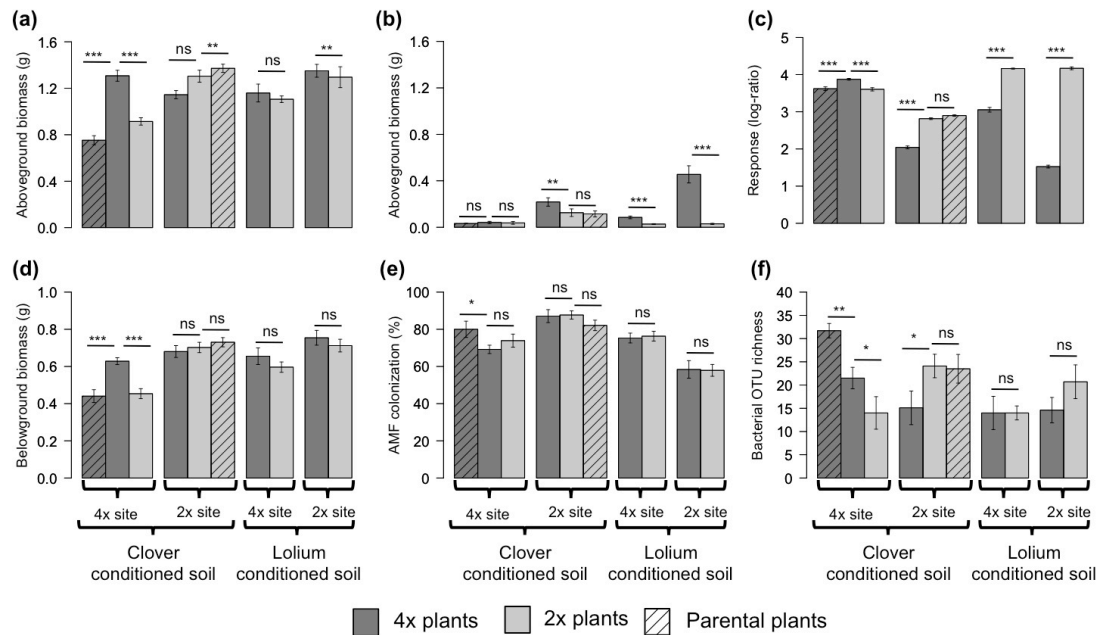 (a)
Aboveground biomass (g)
1.6
1.2
0.8
0.4
0.0
***
***
ns
**
ns
**
(b)
Aboveground biomass (g)
1.6
1.2
0.8
0.4
0.0
ns
ns
**
ns
***
***
(c)
Response (log-ratio)
5
4
3
2
1
0
***
***
***
ns
***
***
(d)
Belowground biomass (g)
1.0
0.8
0.6
0.4
0.2
0.0
***
***
ns
ns
ns
ns
4x site
2x site
4x site
2x site
Clover
conditioned soil
Lolium
conditioned soil
(e)
AMF colonization (%)
100
80
60
40
20
0
*
ns
ns
ns
ns
ns
4x site
2x site
4x site
2x site
Clover
conditioned soil
Lolium
conditioned soil
(f)
Bacterial OTU richness
40
35
30
25
20
15
10
5
0
**
*
*
ns
ns
ns
4x site
2x site
4x site
2x site
Clover
conditioned soil
Lolium
conditioned soil
4x plants
2x plants
Parental plants